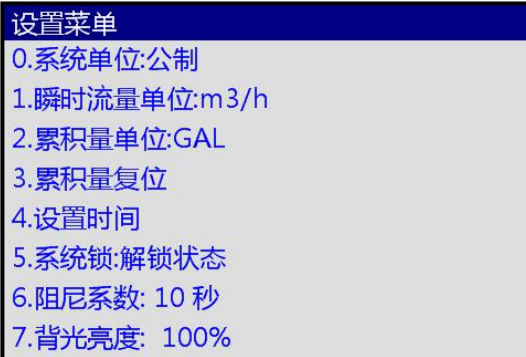 设置菜单
0.系统单位:公制
1.瞬时流量单位:m3/h
2.累积量单位:GAL
3.累积量复位
4.设置时间
5.系统锁:解锁状态
6.阻尼系数: 10 秒
7.背光亮度: 100%